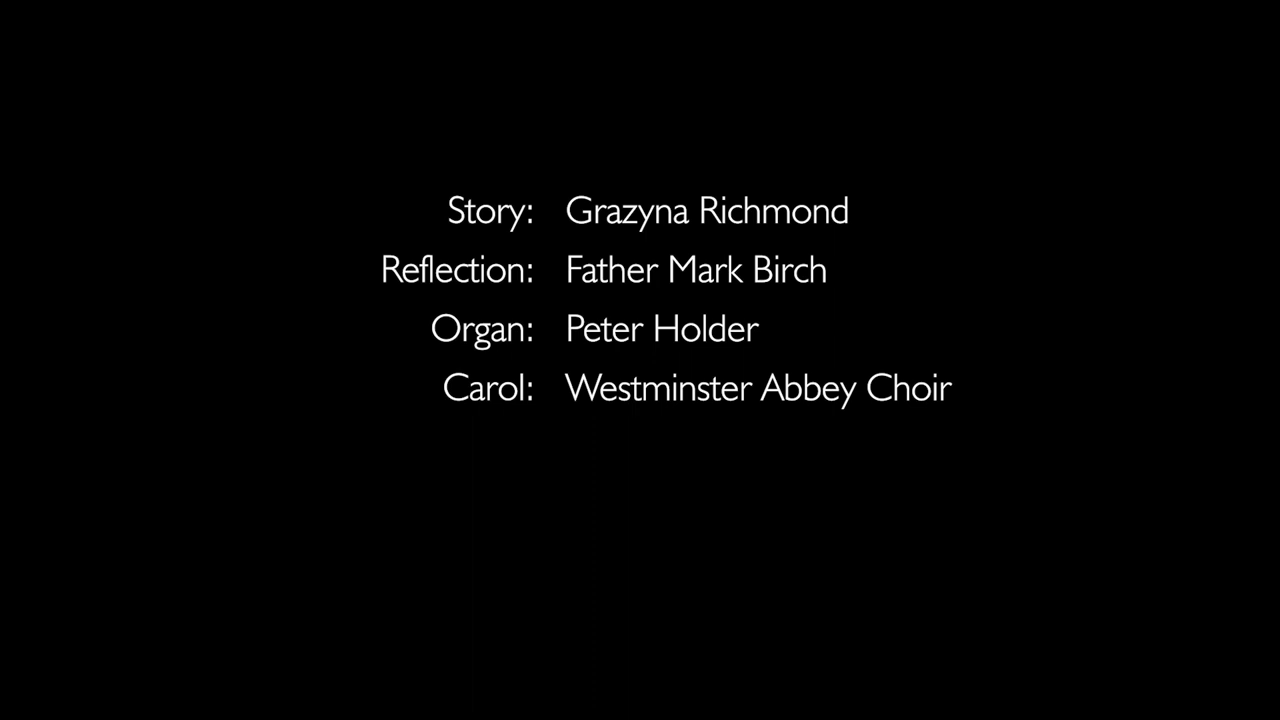 Story: Grazyna Richmond
Reflection: Father Mark Birch
Organ: Peter Holder
Carol: Westminster Abbey Choir